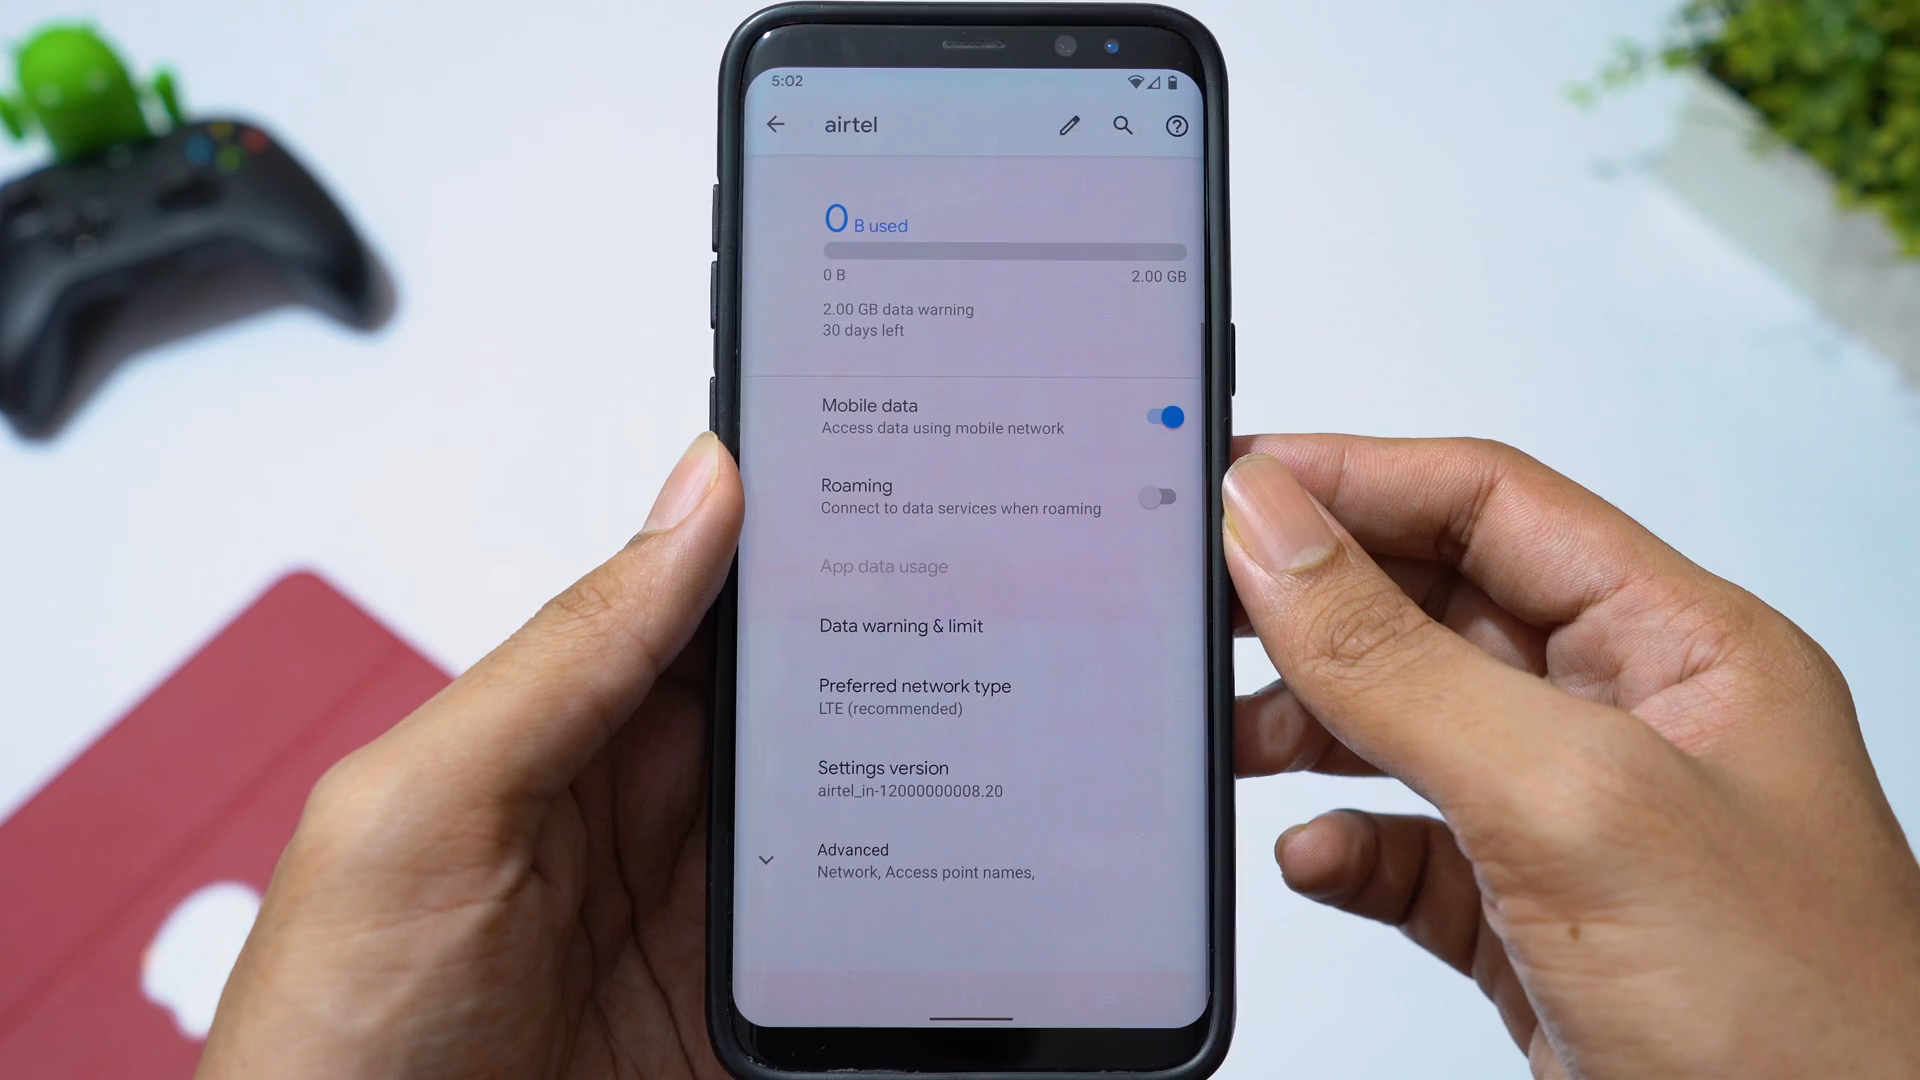 5:02
airtel
0 B used
0 B
2.00 GB
2.00 GB data warning
30 days left
Mobile data
Access data using mobile network
Roaming
Connect to data services when roaming
App data usage
Data warning & limit
Preferred network type
LTE (recommended)
Settings version
airtel_in-12000000008.20
Advanced
Network, Access point names,